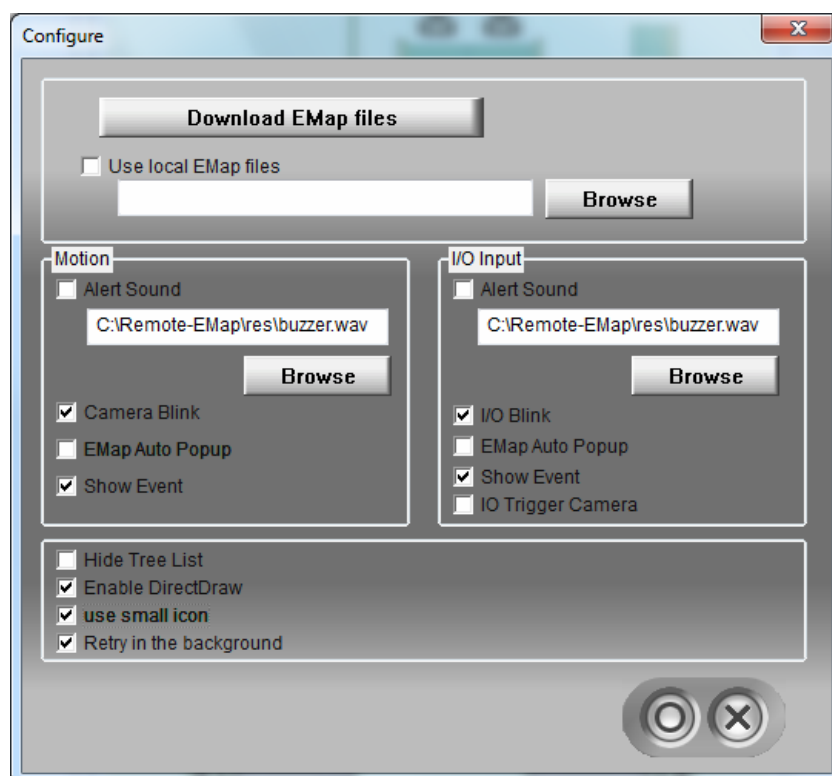 Configure
Download EMap files
Use local EMap files
Browse
Motion
Alert Sound
C:\Remote-EMap\res\buzzer.wav
Browse
Camera Blink
EMap Auto Popup
Show Event
I/O Input
Alert Sound
C:\Remote-EMap\res\buzzer.wav
Browse
I/O Blink
EMap Auto Popup
Show Event
IO Trigger Camera
Hide Tree List
Enable DirectDraw
use small icon
Retry in the background